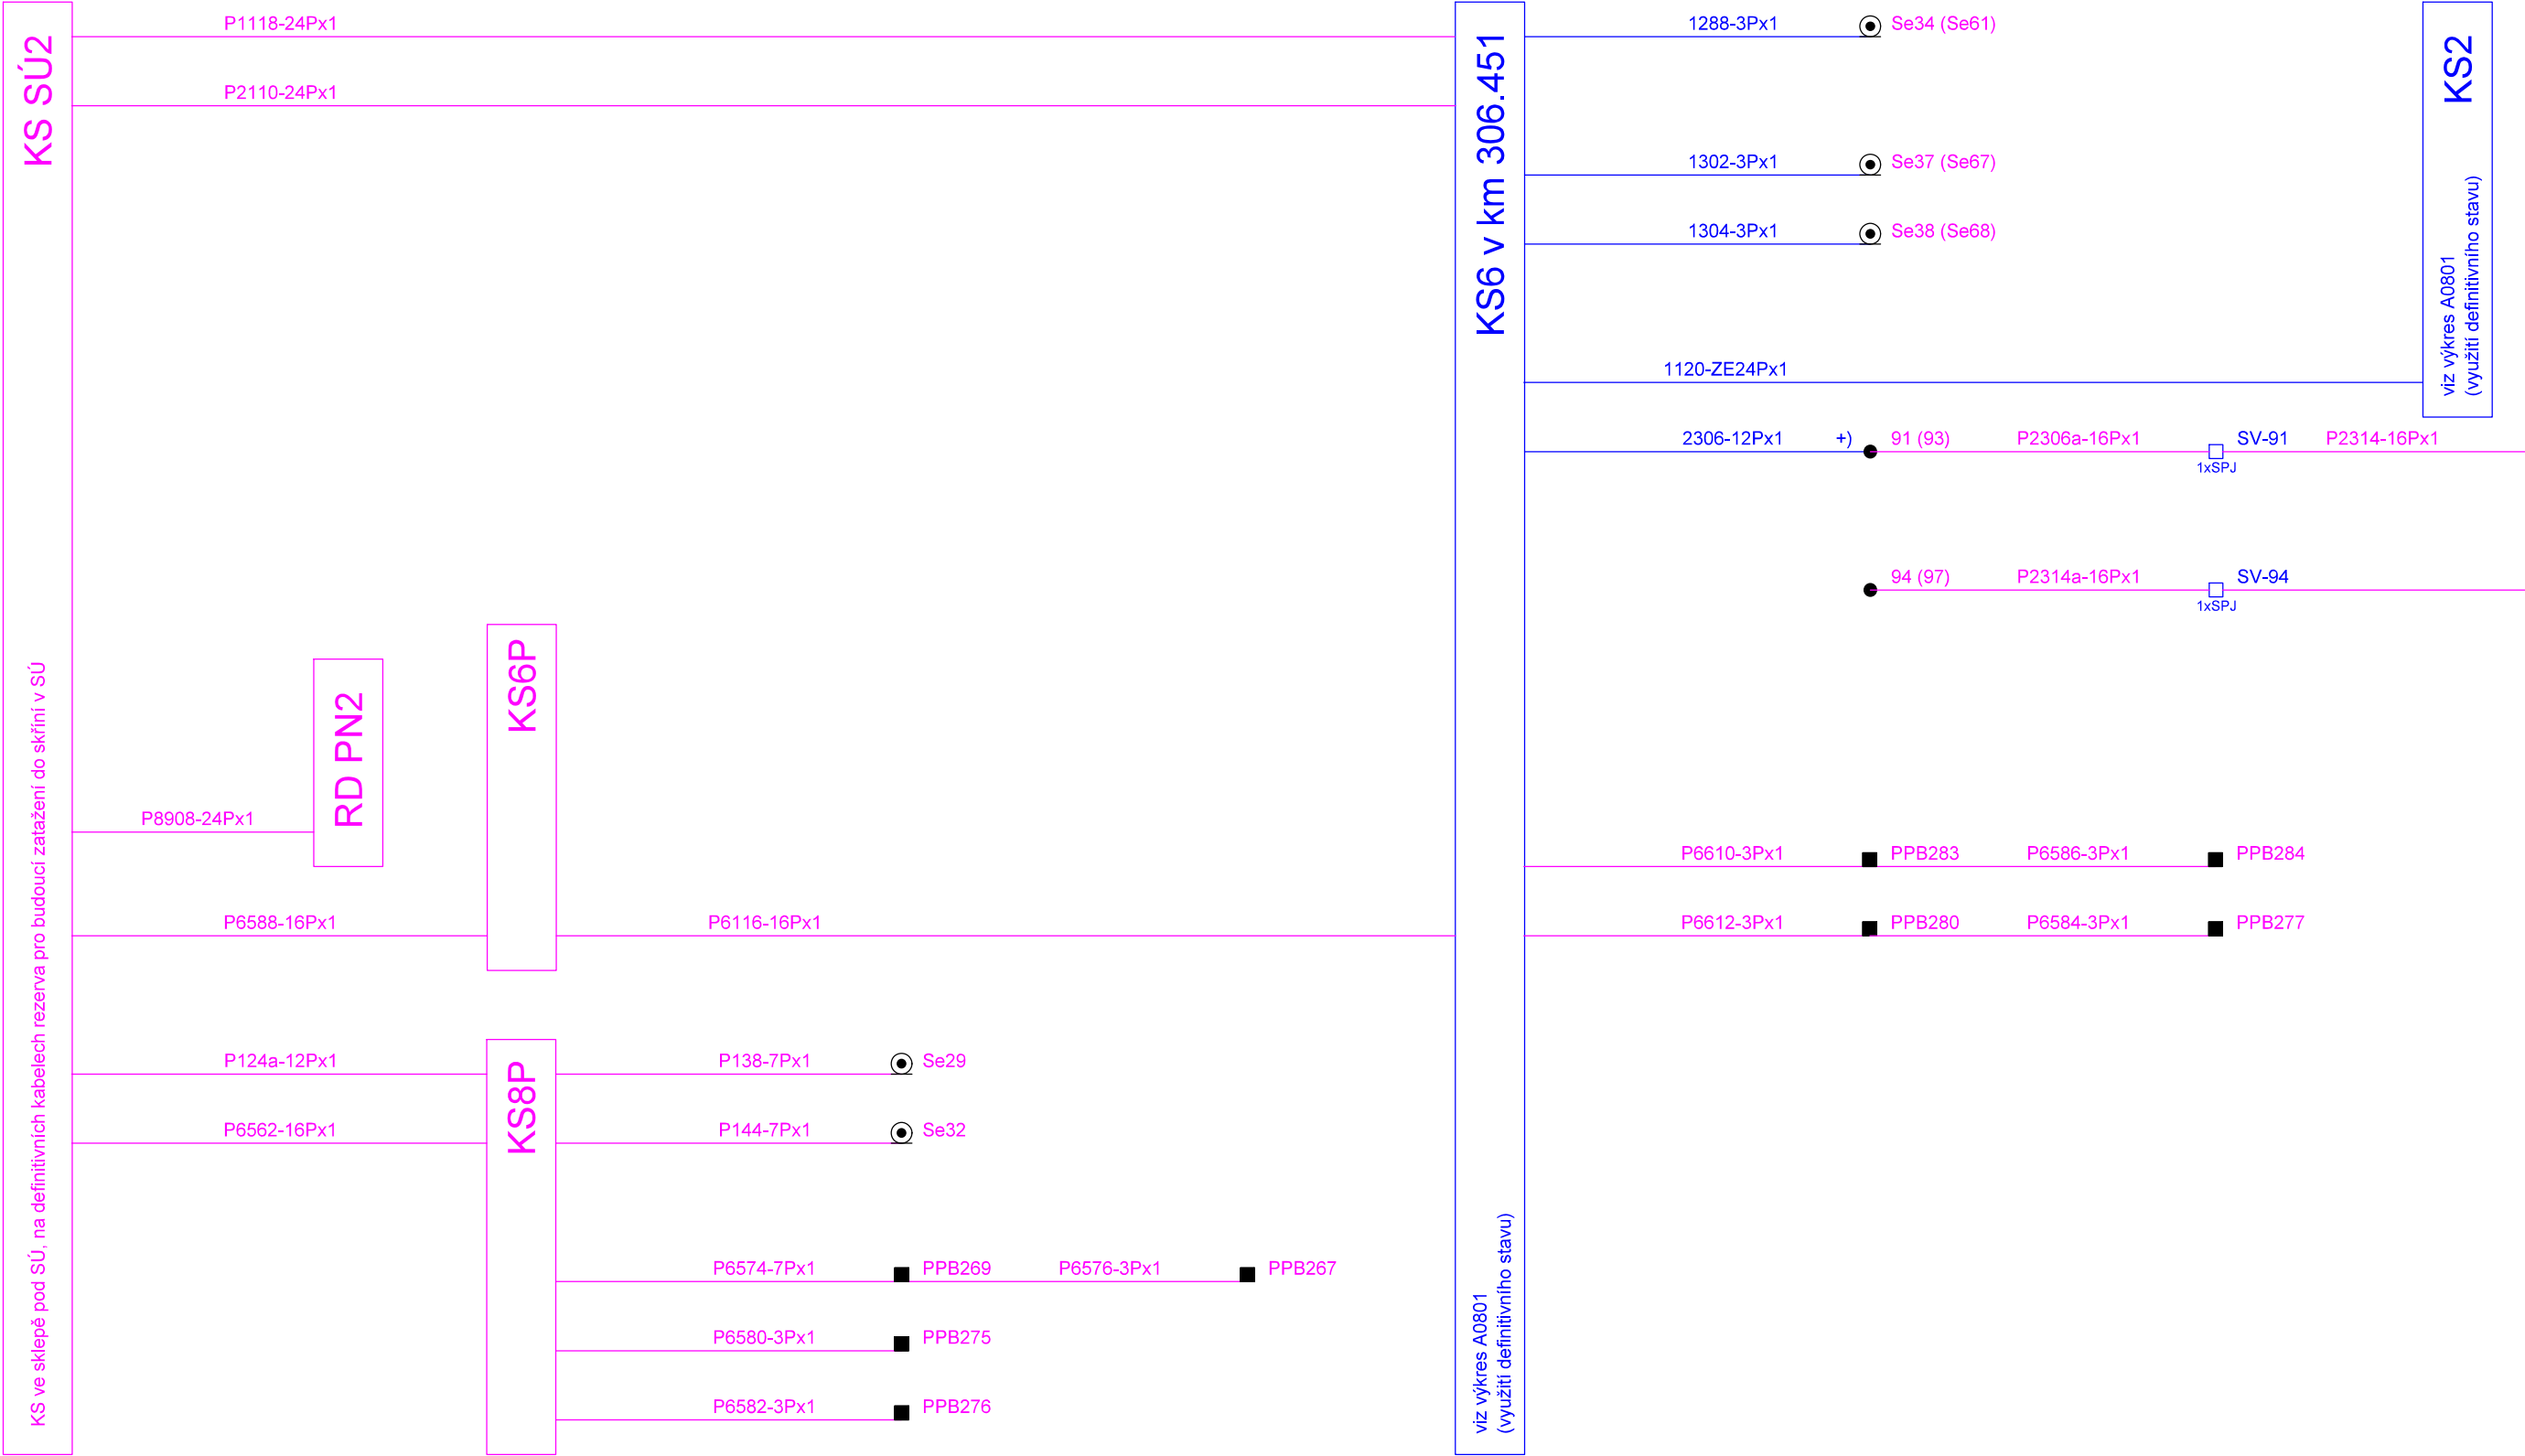 KS SÚ2
KS ve sklepě pod SÚ, na definitivních kabelech rezerva pro budoucí zatažení do skříní v SÚ
P1118-24Px1
P2110-24Px1
P8908-24Px1
RD PN2
P6588-16Px1
KS6P
P6116-16Px1
P124a-12Px1
P6562-16Px1
KS8P
P138-7Px1
Se29
P144-7Px1
Se32
P6574-7Px1
PPB269
P6576-3Px1
PPB267
P6580-3Px1
PPB275
P6582-3Px1
PPB276
KS6 v km 306.451
viz výkres A0801
(využití definitivního stavu)
1288-3Px1
Se34 (Se61)
1302-3Px1
Se37 (Se67)
1304-3Px1
Se38 (Se68)
1120-ZE24Px1
KS2
viz výkres A0801
(využití definitivního stavu)
2306-12Px1
+)
91 (93)
P2306a-16Px1
SV-91
1xSPJ
P2314-16Px1
94 (97)
P2314a-16Px1
SV-94
1xSPJ
P6610-3Px1
PPB283
P6586-3Px1
PPB284
P6612-3Px1
PPB280
P6584-3Px1
PPB277